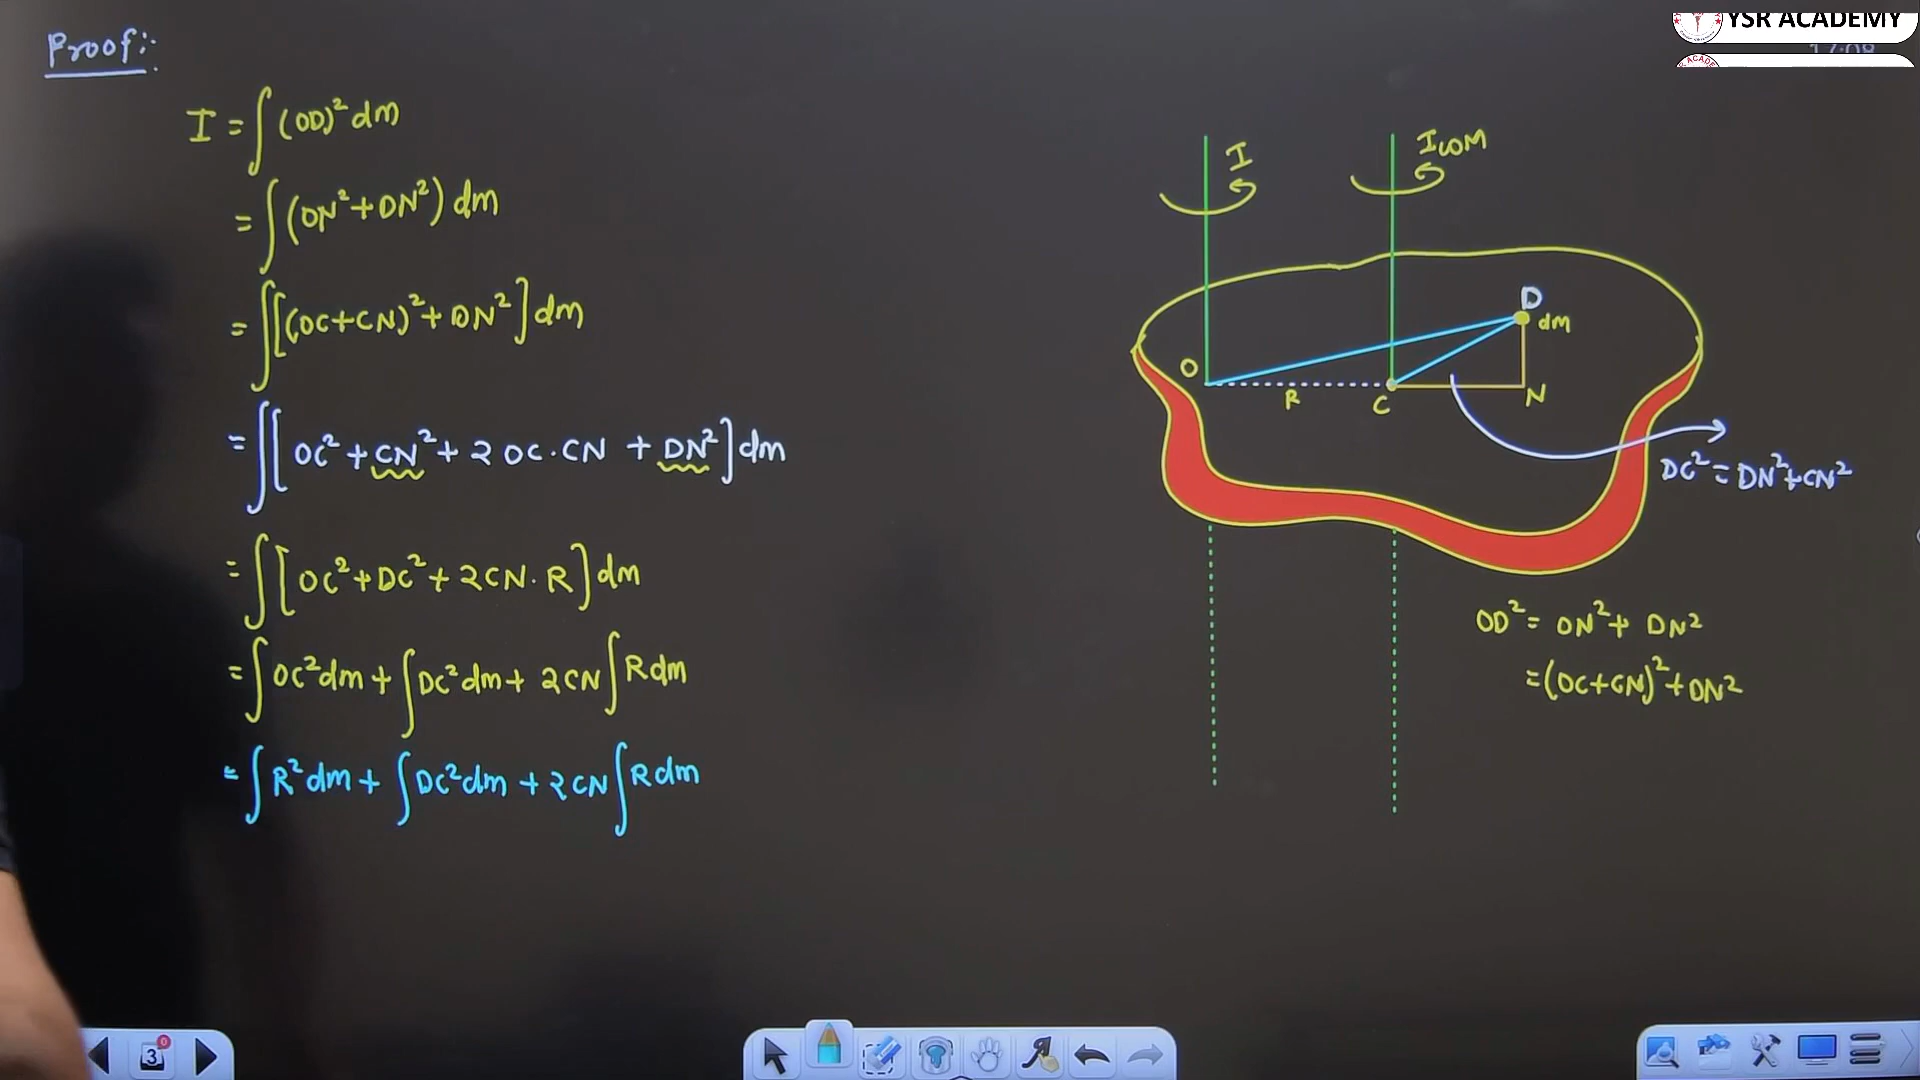 YSR ACADEMY
Proof:-
I = ∫ (OD)² dm
= ∫ (ON² + DN²) dm
= ∫ [(OC+CN)² + DN²] dm
= ∫ [OC² + CN² + 2 OC·CN + DN²] dm
= ∫ [OC² + DC² + 2CN·R] dm
= ∫ OC² dm + ∫ DC² dm + 2CN ∫ R dm
= ∫ R² dm + ∫ DC² dm + 2CN ∫ R dm
I
ICOM
D
dm
O
R
C
N
DC² = DN² + CN²
OD² = ON² + DN²
= (OC+CN)² + DN²
3
0